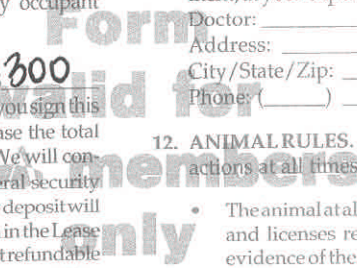 y occupant
300
you sign this
ase the total
We will con-
eral security
deposit will
in the Lease
t refundable
Doctor:
Address:
City/State/Zip:
Phone: (       )
12. ANIMAL RULES.
actions at all times
• The animal at al
and licenses re
evidence of the
Form
valid for
members
only